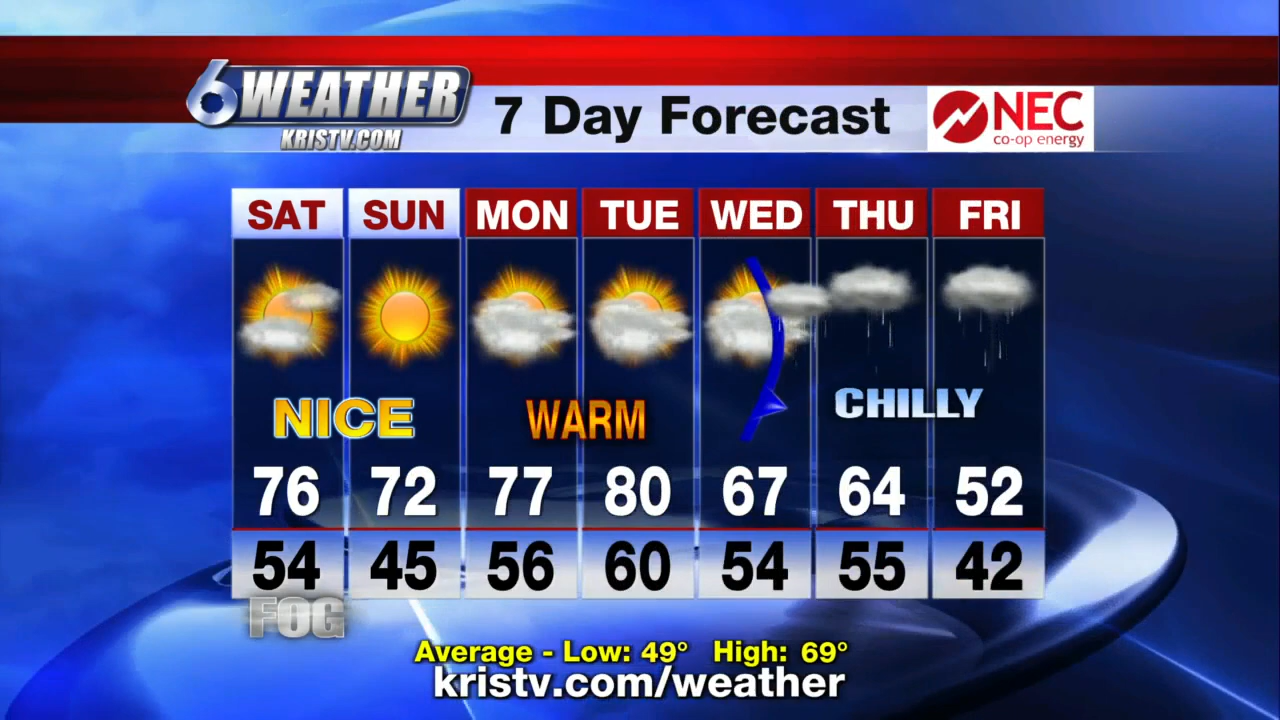 6 WEATHER
KRISTV.COM
7 Day Forecast
NEC
co-op energy
SAT SUN MON TUE WED THU FRI
NICE WARM CHILLY
76 72 77 80 67 64 52
54 45 56 60 54 55 42
FOG
Average - Low: 49° High: 69°
kristv.com/weather